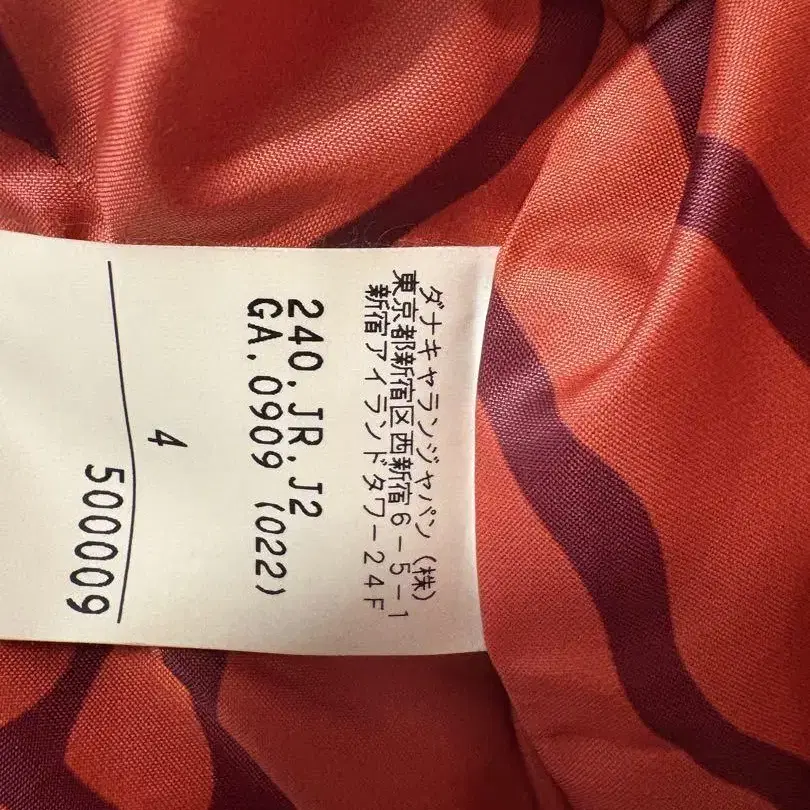 ダナキャランジャパン(株)
東京都新宿区西新宿6-5-1
新宿アイランドタワー24F
240.JR.J2
GA.0909 (022)
4
500009